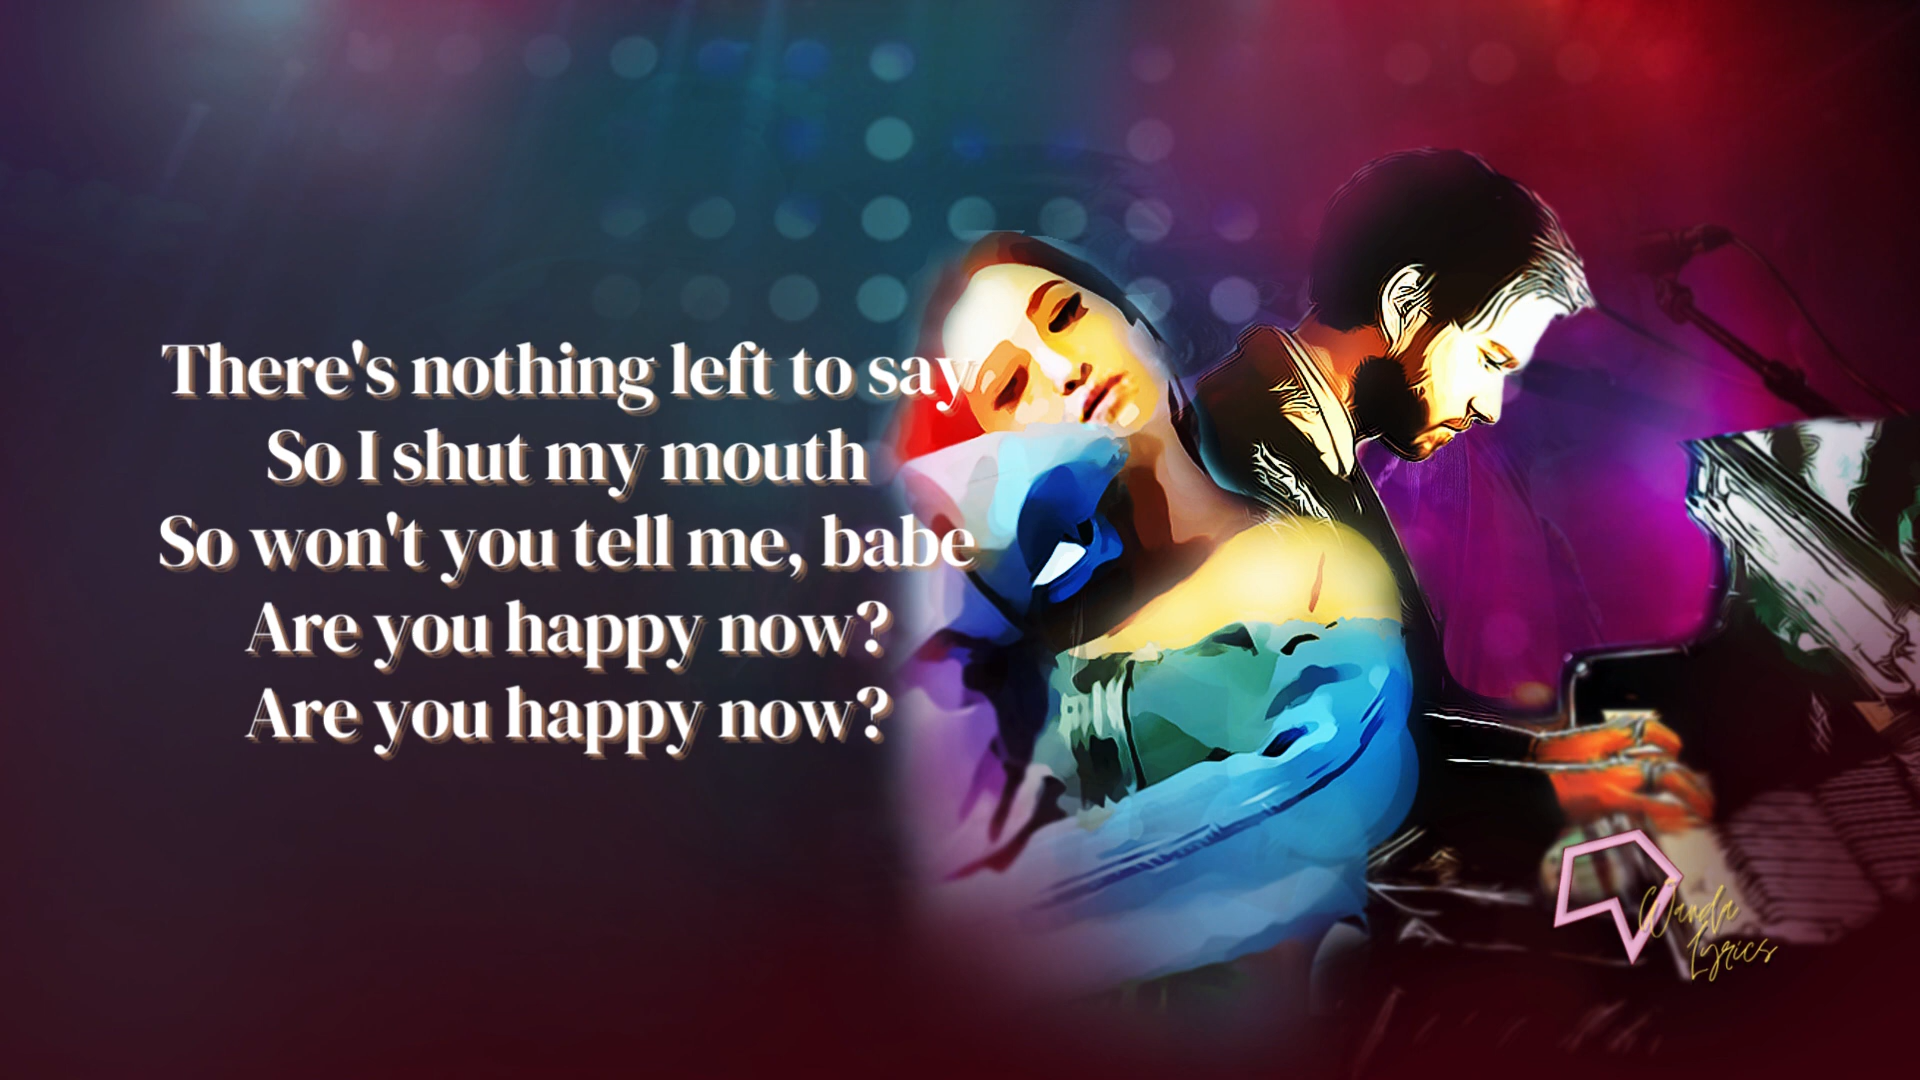 There's nothing left to say
So I shut my mouth
So won't you tell me, babe
Are you happy now?
Are you happy now?
Wanda
Lyrics